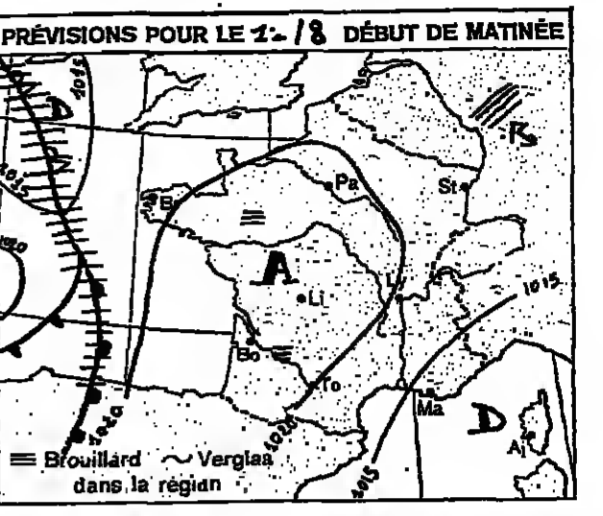 PRÉVISIONS POUR LE 1- /8 DÉBUT DE MATINÉE
1015
D
1015
B
Pa
St
A
Li
Bo
To
Ma
D
Aj
1015
1020
1020
1015
≡ Brouillard ~ Verglas
dans la région